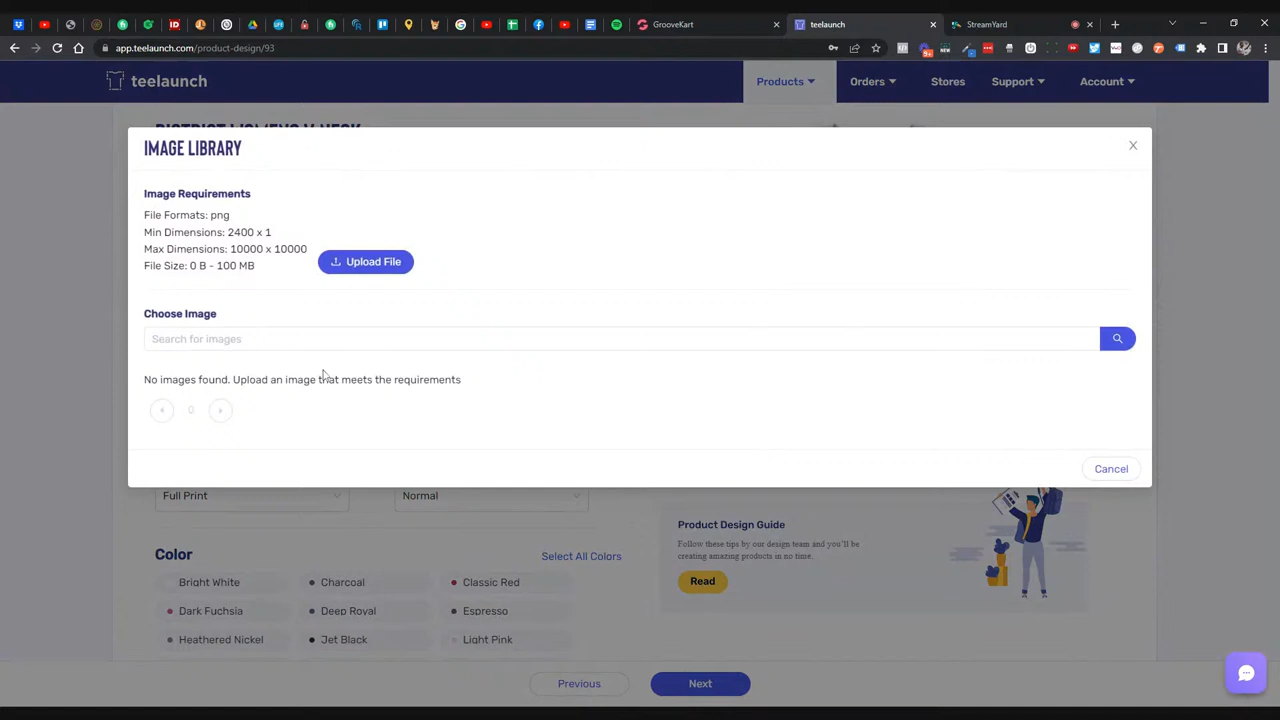 GrooveKart
teelaunch
StreamYard
app.teelaunch.com/product-design/93
teelaunch
Products
Orders
Stores
Support
Account
DISTRICT WOMENS V NECK
IMAGE LIBRARY
Image Requirements
File Formats: png
Min Dimensions: 2400 x 1
Max Dimensions: 10000 x 10000
File Size: 0 B - 100 MB
Upload File
Choose Image
Search for images
No images found. Upload an image that meets the requirements
0
Cancel
Full Print
Normal
Product Design Guide
Follow these tips by our design team and you'll be
creating amazing products in no time.
Read
Color
Select All Colors
Bright White
Charcoal
Classic Red
Dark Fuchsia
Deep Royal
Espresso
Heathered Nickel
Jet Black
Light Pink
Previous
Next